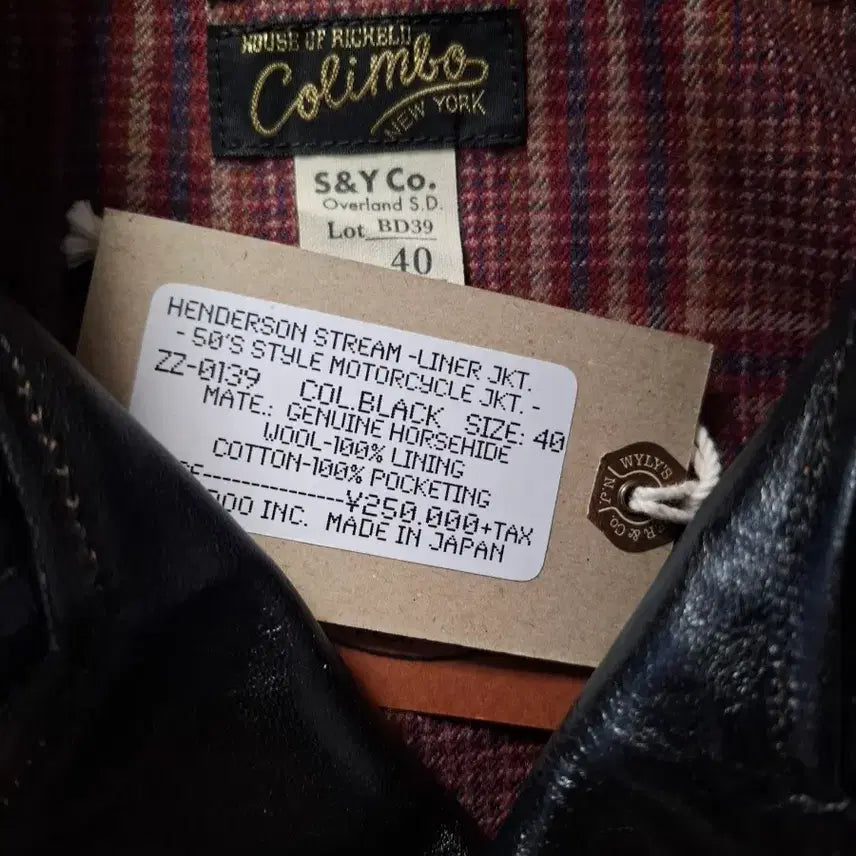 HOUSE OF RICHELU
Colimbo
NEW YORK
S&Y Co.
Overland S.D.
Lot BD39
40
HENDERSON STREAM-LINER JKT.
- 50'S STYLE MOTORCYCLE JKT. -
ZZ-0139 COL.BLACK SIZE: 40
MATE.: GENUINE HORSEHIDE
WOOL-100% LINING
COTTON-100% POCKETING
---------------¥250.000+TAX
INC. MADE IN JAPAN
WYLY'S
& CO.